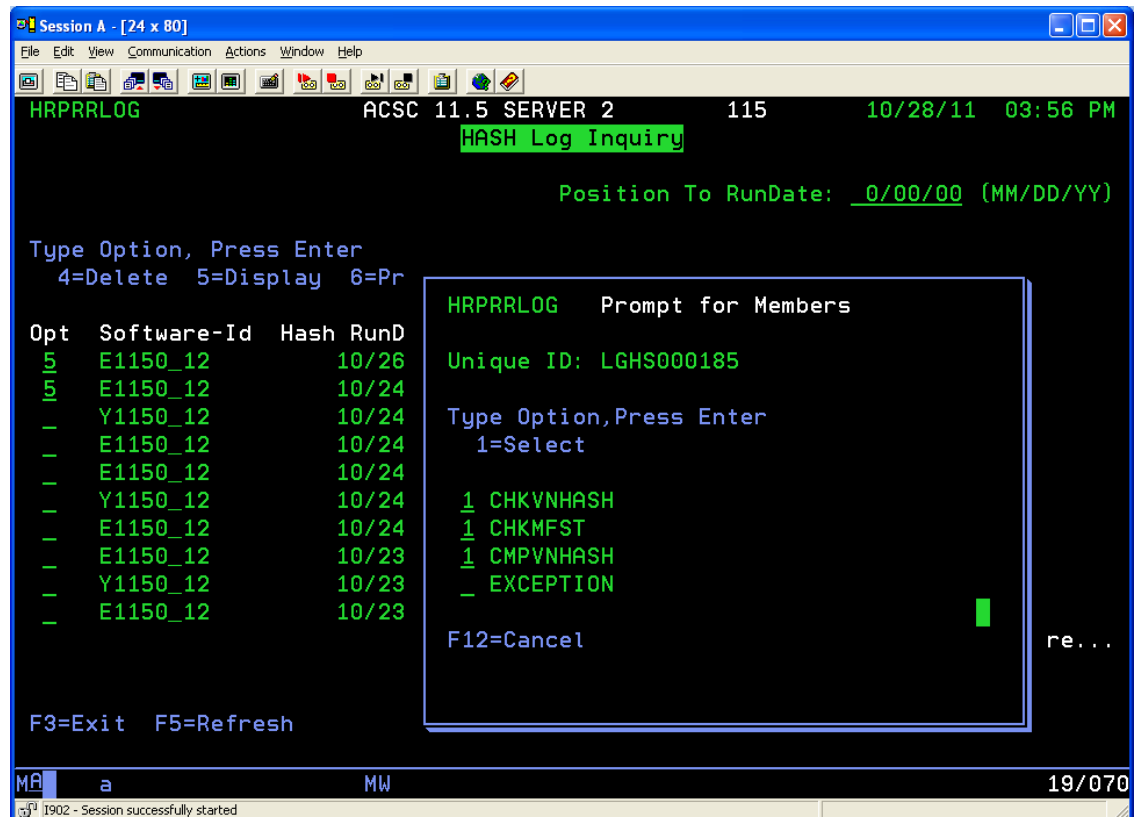 Session A - [24 x 80]
File Edit View Communication Actions Window Help
HRPRRLOG ACSC 11.5 SERVER 2 115 10/28/11 03:56 PM
HASH Log Inquiry
Position To RunDate: _0/00/00 (MM/DD/YY)
Type Option, Press Enter
4=Delete 5=Display 6=Pr
HRPRRLOG Prompt for Members
Opt Software-Id Hash RunD
5 E1150_12 10/26 Unique ID: LGHS000185
5 E1150_12 10/24
_ Y1150_12 10/24 Type Option,Press Enter
_ E1150_12 10/24 1=Select
_ E1150_12 10/24
_ Y1150_12 10/24 1 CHKVNHASH
_ E1150_12 10/24 1 CHKMFST
_ E1150_12 10/23 1 CMPVNHASH
_ Y1150_12 10/23 _ EXCEPTION
_ E1150_12 10/23
F12=Cancel re...
F3=Exit F5=Refresh
MA a MW 19/070
I902 - Session successfully started